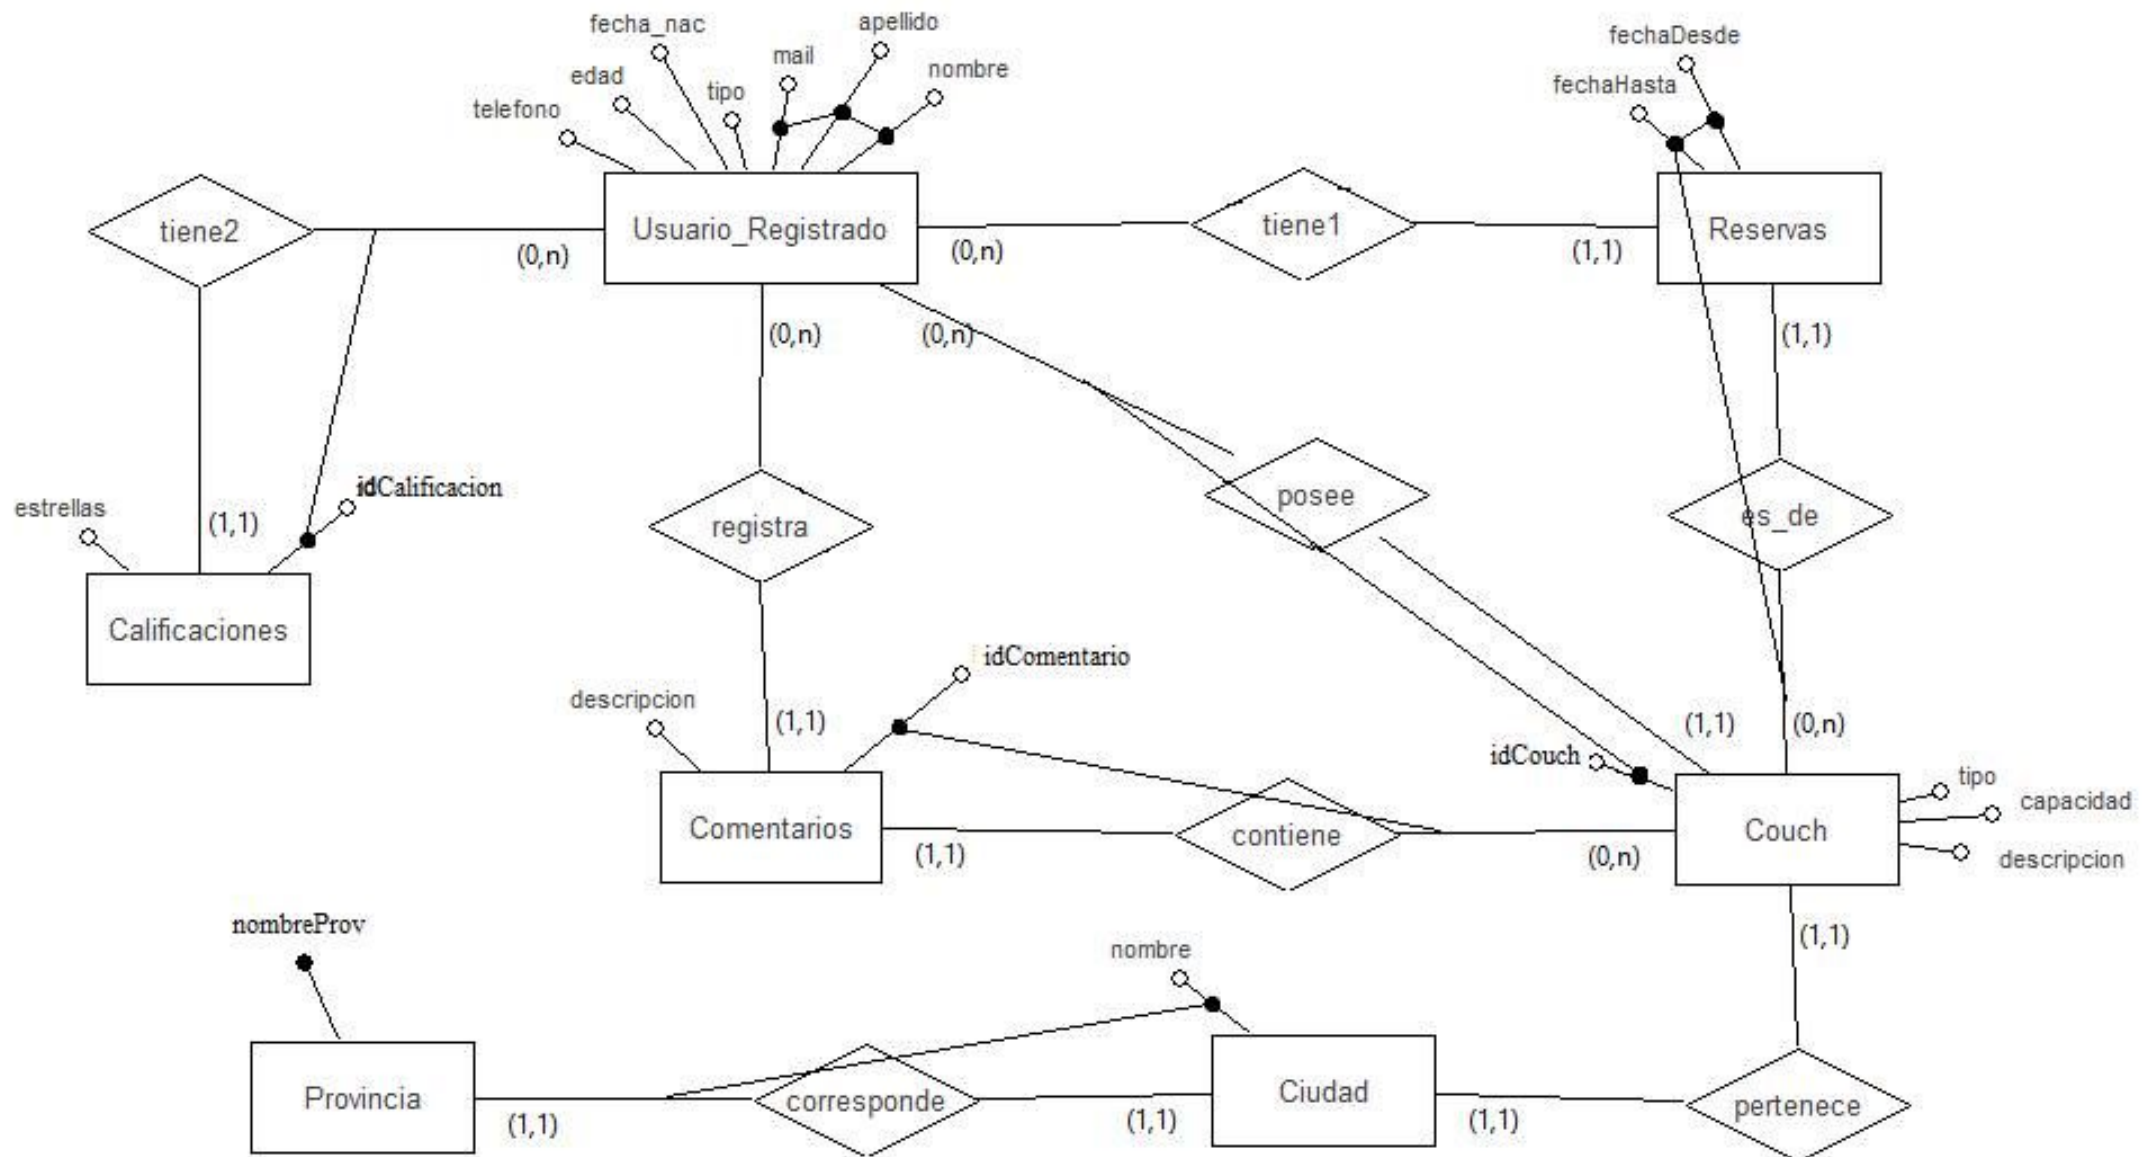 fecha_nac
apellido
mail
nombre
edad
tipo
telefono
fechaDesde
fechaHasta
tiene2
(0,n)
Usuario_Registrado
(0,n)
tiene1
(1,1)
Reservas
(0,n)
(0,n)
(1,1)
estrellas
(1,1)
idCalificacion
registra
posee
es_de
Calificaciones
idComentario
descripcion
(1,1)
(1,1)
(0,n)
idCouch
tipo
capacidad
descripcion
Comentarios
(1,1)
contiene
(0,n)
Couch
nombreProv
nombre
(1,1)
Provincia
(1,1)
corresponde
(1,1)
Ciudad
(1,1)
pertenece